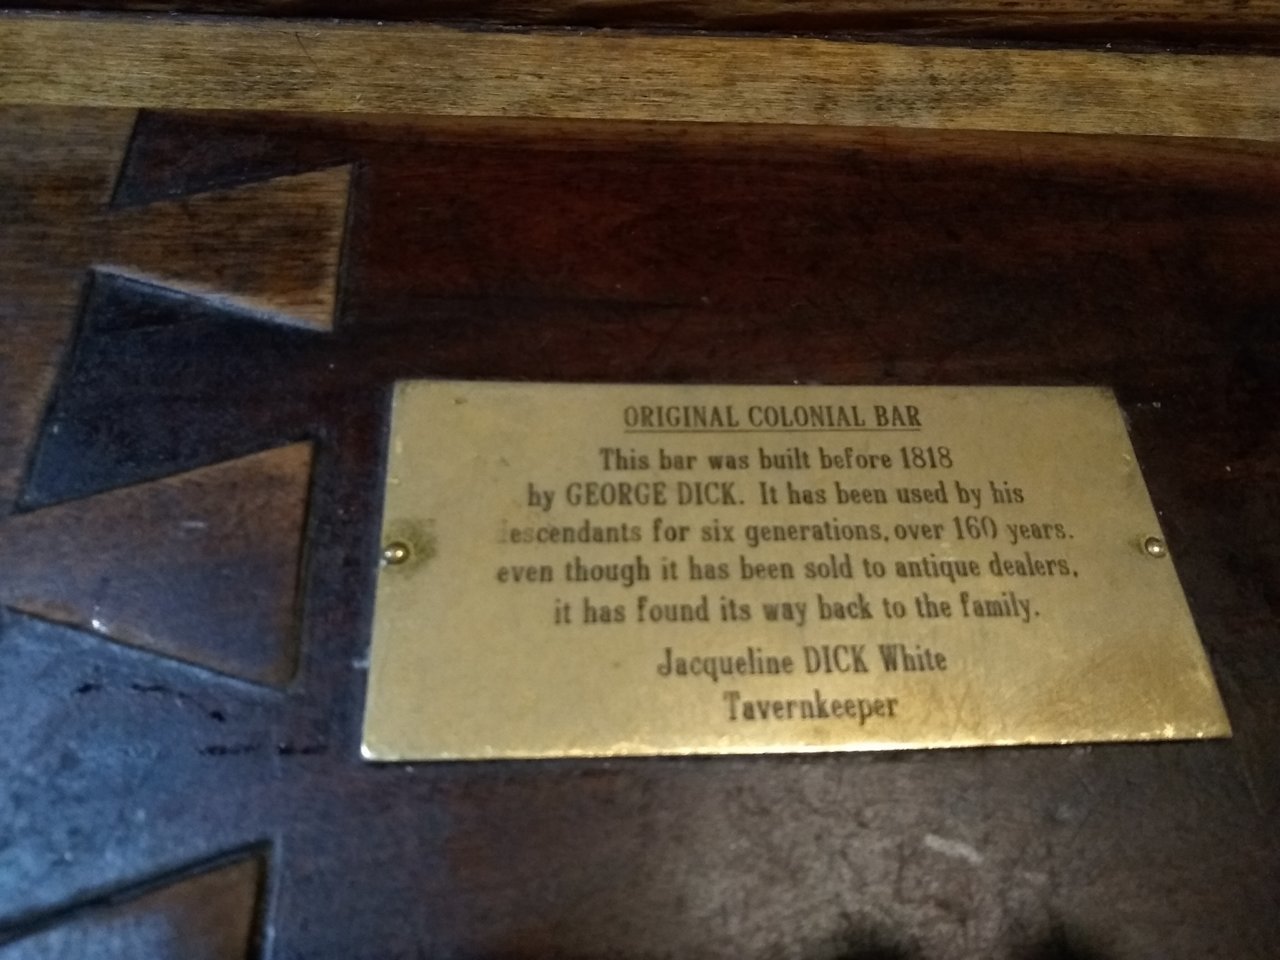 ORIGINAL COLONIAL BAR
This bar was built before 1818
by GEORGE DICK. It has been used by his
descendants for six generations, over 160 years.
even though it has been sold to antique dealers,
it has found its way back to the family.
Jacqueline DICK White
Tavernkeeper